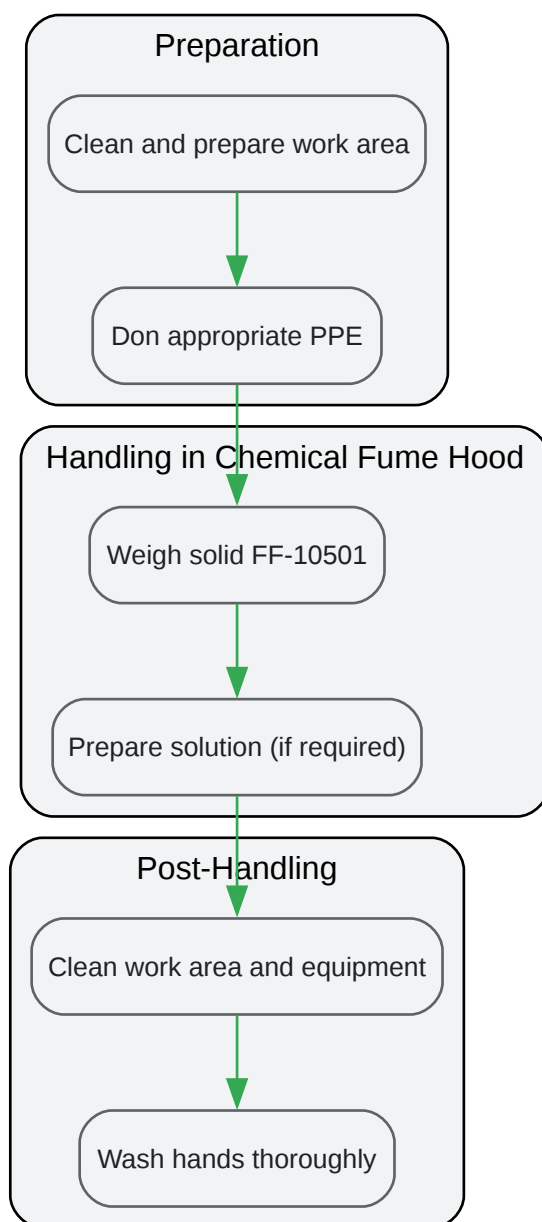 Preparation
Clean and prepare work area
Don appropriate PPE
Handling in Chemical Fume Hood
Weigh solid FF-10501
Prepare solution (if required)
Post-Handling
Clean work area and equipment
Wash hands thoroughly